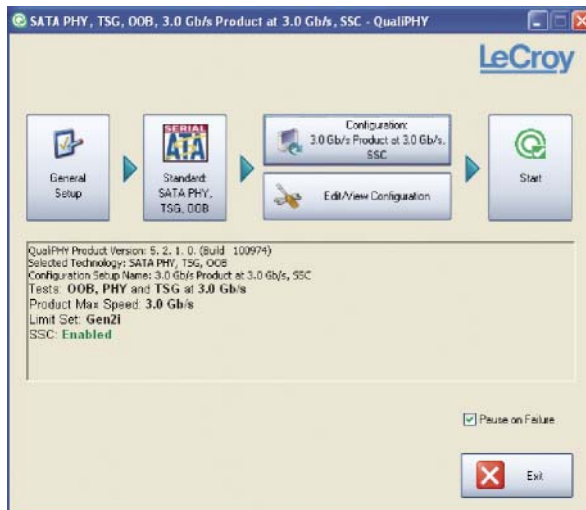 SATA PHY, TSG, OOB, 3.0 Gb/s Product at 3.0 Gb/s, SSC - QualiPHY
LeCroy
General
Setup
SERIAL
ATA
Standard:
SATA PHY,
TSG, OOB
Configuration:
3.0 Gb/s Product at 3.0 Gb/s,
SSC
Edit/View Configuration
Start
QualiPHY Product Version: 5. 2. 1. 0. (Build 100974)
Selected Technology: SATA PHY, TSG, OOB
Configuration Setup Name: 3.0 Gb/s Product at 3.0 Gb/s, SSC
Tests: OOB, PHY and TSG at 3.0 Gb/s
Product Max Speed: 3.0 Gb/s
Limit Set: Gen2i
SSC: Enabled
Pause on Failure
Exit